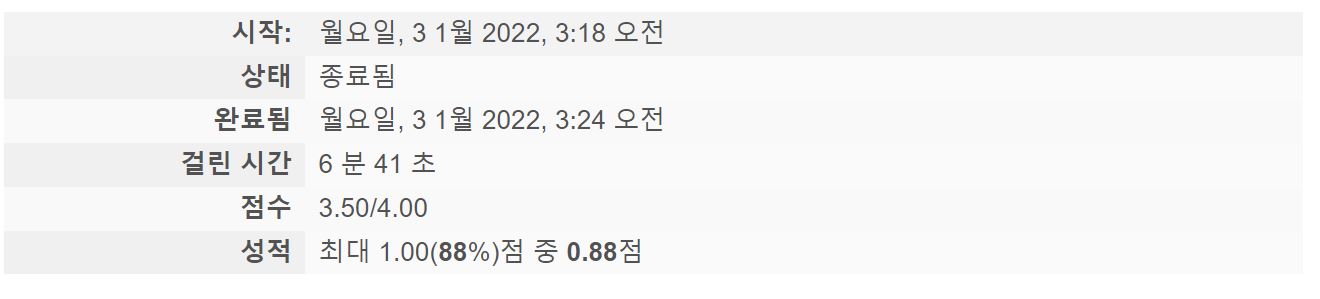 시작: 월요일, 3 1월 2022, 3:18 오전
상태 종료됨
완료됨 월요일, 3 1월 2022, 3:24 오전
걸린 시간 6 분 41 초
점수 3.50/4.00
성적 최대 1.00(88%)점 중 0.88점